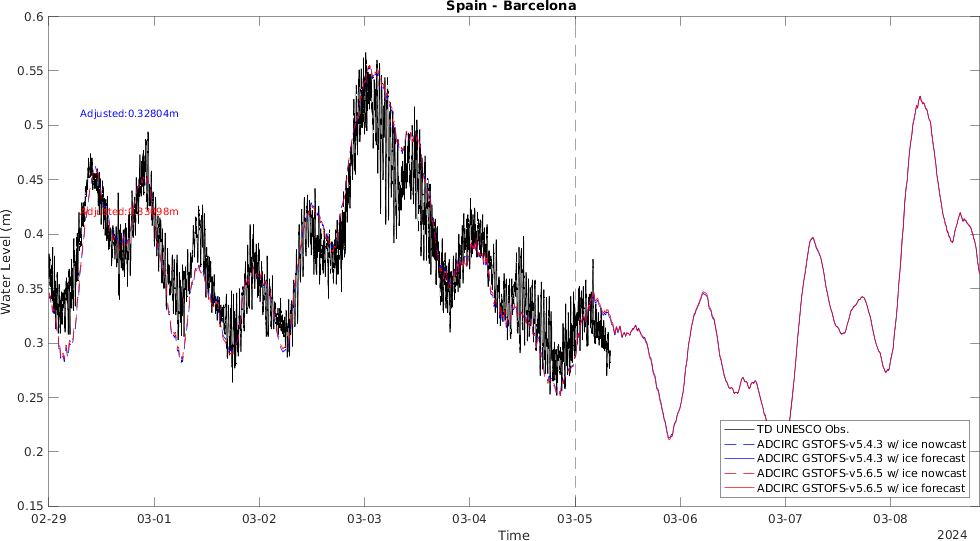 Spain - Barcelona
0.6
0.55
0.5
0.45
0.4
0.35
0.3
0.25
0.2
0.15
Water Level (m)
Adjusted:0.32804m
TD UNESCO Obs.
ADCIRC GSTOFS-v5.4.3 w/ ice nowcast
ADCIRC GSTOFS-v5.4.3 w/ ice forecast
ADCIRC GSTOFS-v5.6.5 w/ ice nowcast
ADCIRC GSTOFS-v5.6.5 w/ ice forecast
02-29 03-01 03-02 03-03 03-04 03-05 03-06 03-07 03-08
Time
2024